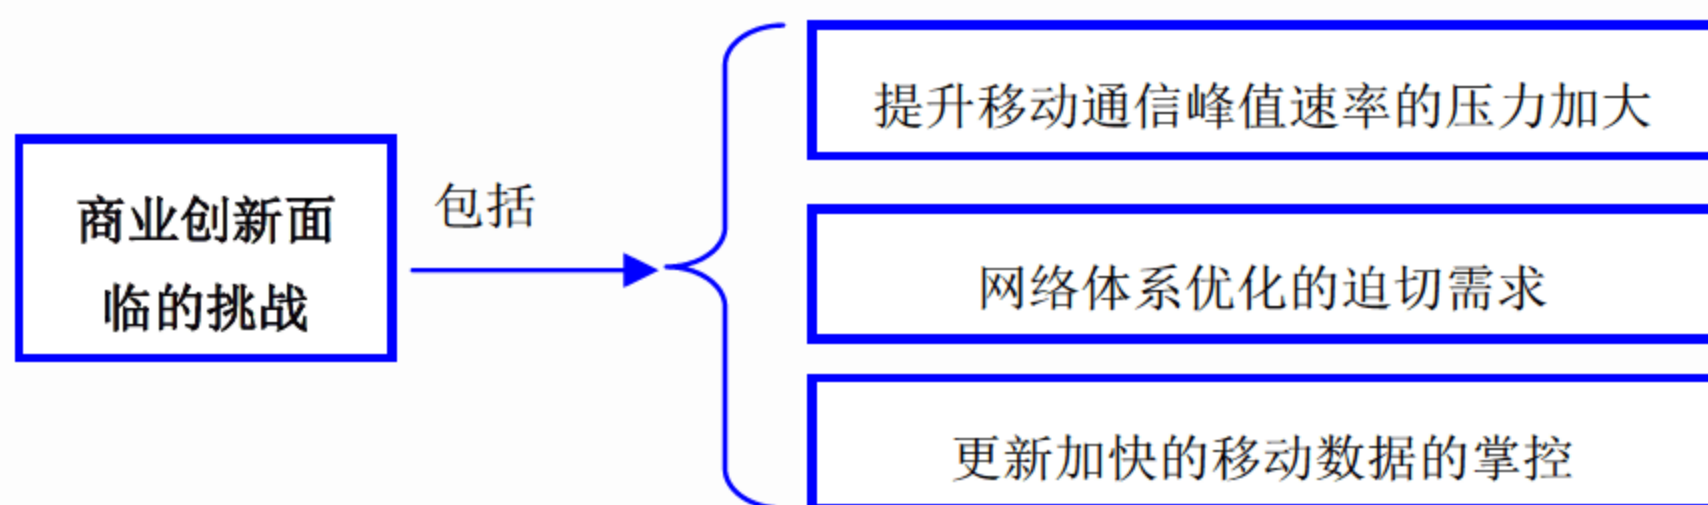 商业创新面
临的挑战
包括
提升移动通信峰值速率的压力加大
网络体系优化的迫切需求
更新加快的移动数据的掌控